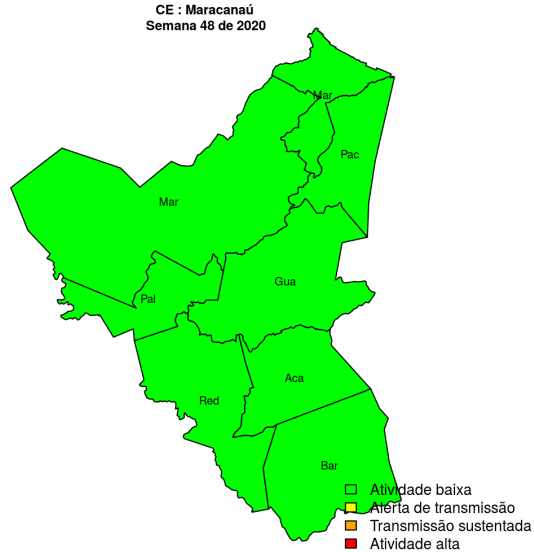 CE : Maracanaú
Semana 48 de 2020
Mar
Pac
Mar
Gua
Pal
Aca
Red
Bar
Atividade baixa
Alerta de transmissão
Transmissão sustentada
Atividade alta